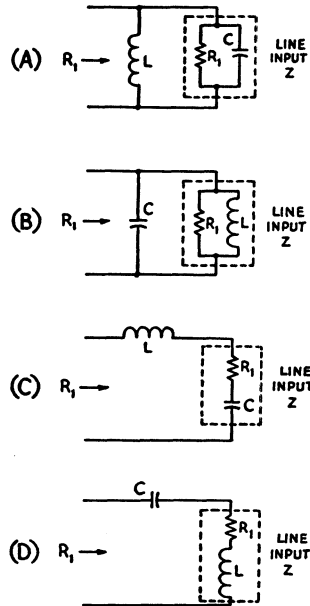 (A) R₁ L R₁ C LINE INPUT Z
(B) R₁ C R₁ L LINE INPUT Z
L
(C) R₁ R₁ C LINE INPUT Z
C
(D) R₁ R₁ L LINE INPUT Z